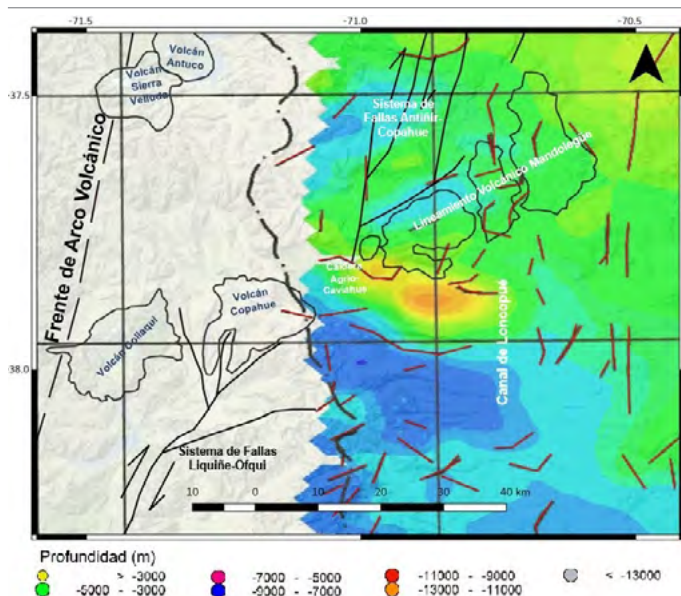 -71.5
-71.0
-70.5
37.5
38.0
Volcán
Antuco
Volcán
Sierra
Velluda
Frente de Arco Volcánico
Sistema de
Fallas Antiñir-
Copahue
Lineamiento Volcánico Mandolegüe
Caldera
Agrio-
Caviahue
Volcán
Copahue
Volcán Collaqui
Canal de Loncopué
Sistema de Fallas
Liquiñe-Ofqui
10 0 10 20 30 40 km
Profundidad (m)
> -3000
-7000 - -5000
-11000 - -9000
< -13000
-5000 - -3000
-9000 - -7000
-13000 - -11000